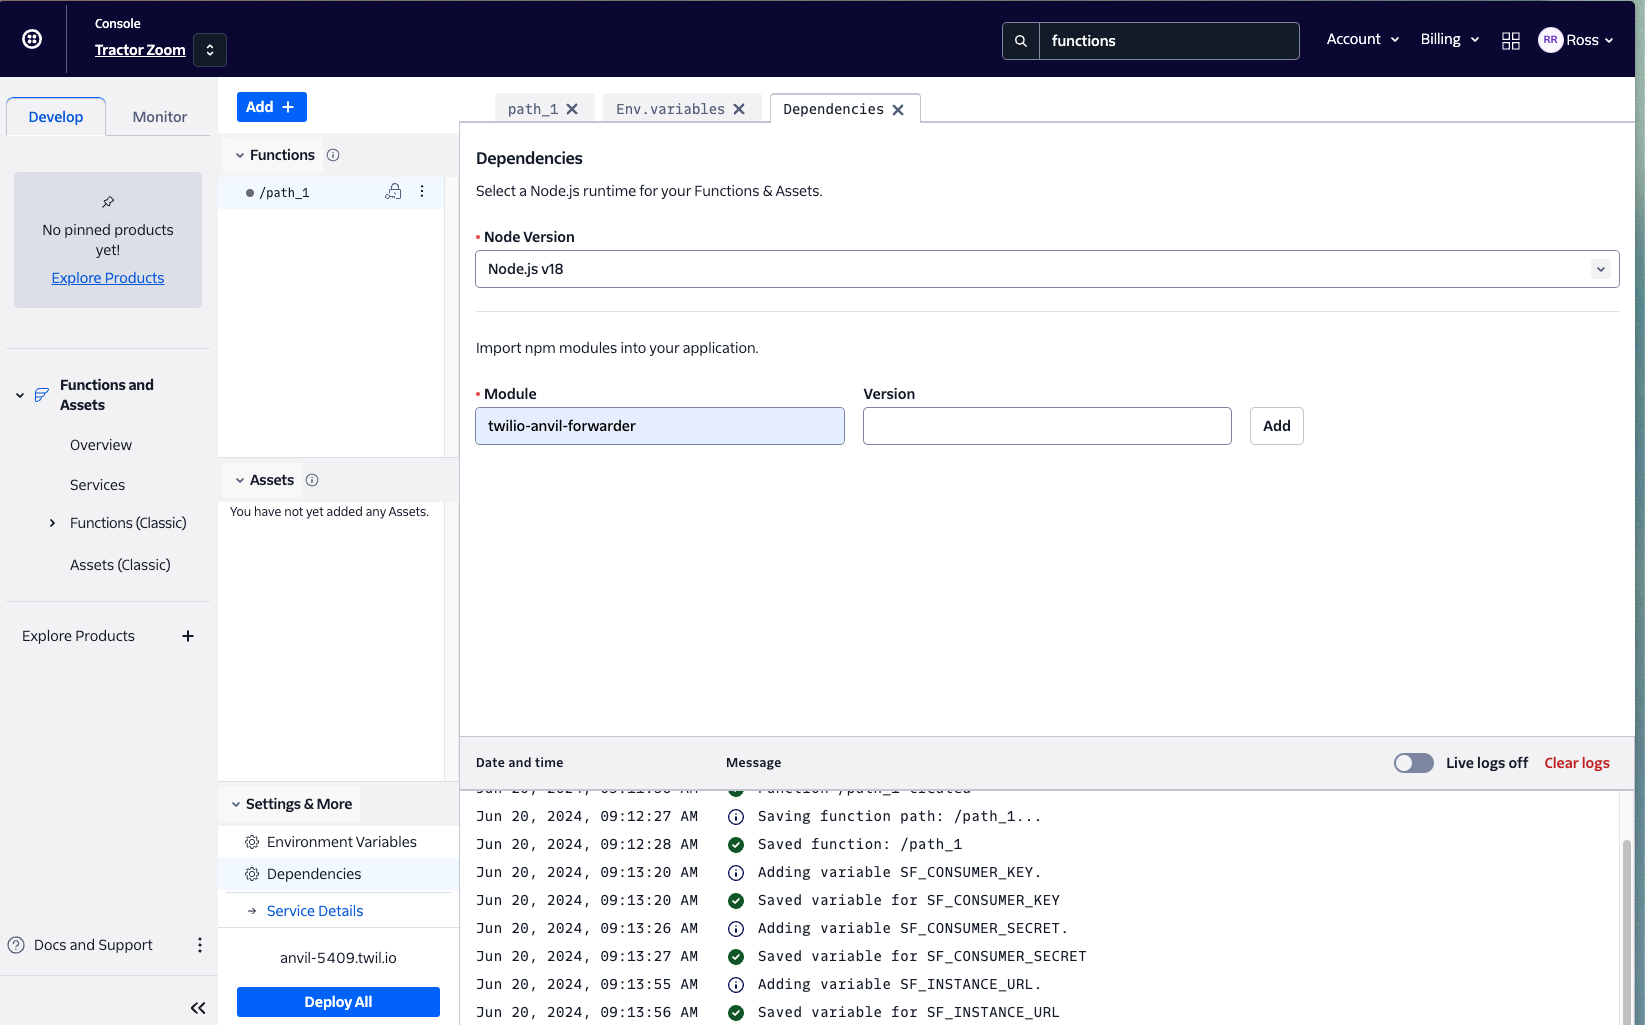 Console
Tractor Zoom
functions
Account
Billing
RR
Ross
Develop
Monitor
No pinned products
yet!
Explore Products
Functions and
Assets
Overview
Services
Functions (Classic)
Assets (Classic)
Explore Products
Docs and Support
Add +
Functions
/path_1
Assets
You have not yet added any Assets.
Settings & More
Environment Variables
Dependencies
Service Details
anvil-5409.twil.io
Deploy All
path_1
Env.variables
Dependencies
Dependencies
Select a Node.js runtime for your Functions & Assets.
Node Version
Node.js v18
Import npm modules into your application.
Module
Version
twilio-anvil-forwarder
Add
Date and time Message Live logs off Clear logs
Function /path_1 created
Jun 20, 2024, 09:12:27 AM Saving function path: /path_1...
Jun 20, 2024, 09:12:28 AM Saved function: /path_1
Jun 20, 2024, 09:13:20 AM Adding variable SF_CONSUMER_KEY.
Jun 20, 2024, 09:13:20 AM Saved variable for SF_CONSUMER_KEY
Jun 20, 2024, 09:13:26 AM Adding variable SF_CONSUMER_SECRET.
Jun 20, 2024, 09:13:27 AM Saved variable for SF_CONSUMER_SECRET
Jun 20, 2024, 09:13:55 AM Adding variable SF_INSTANCE_URL.
Jun 20, 2024, 09:13:56 AM Saved variable for SF_INSTANCE_URL